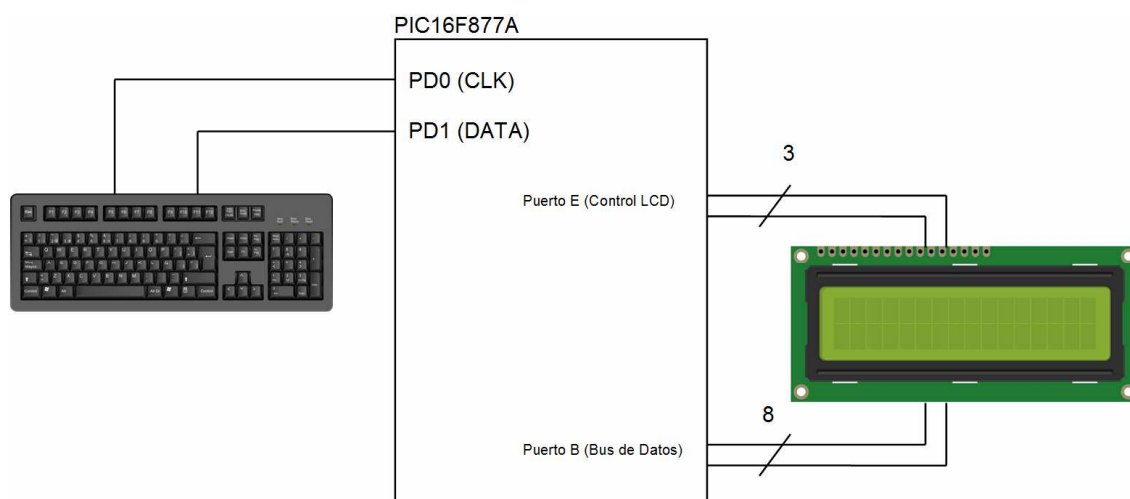 PIC16F877A
PD0 (CLK)
PD1 (DATA)
3
Puerto E (Control LCD)
8
Puerto B (Bus de Datos)